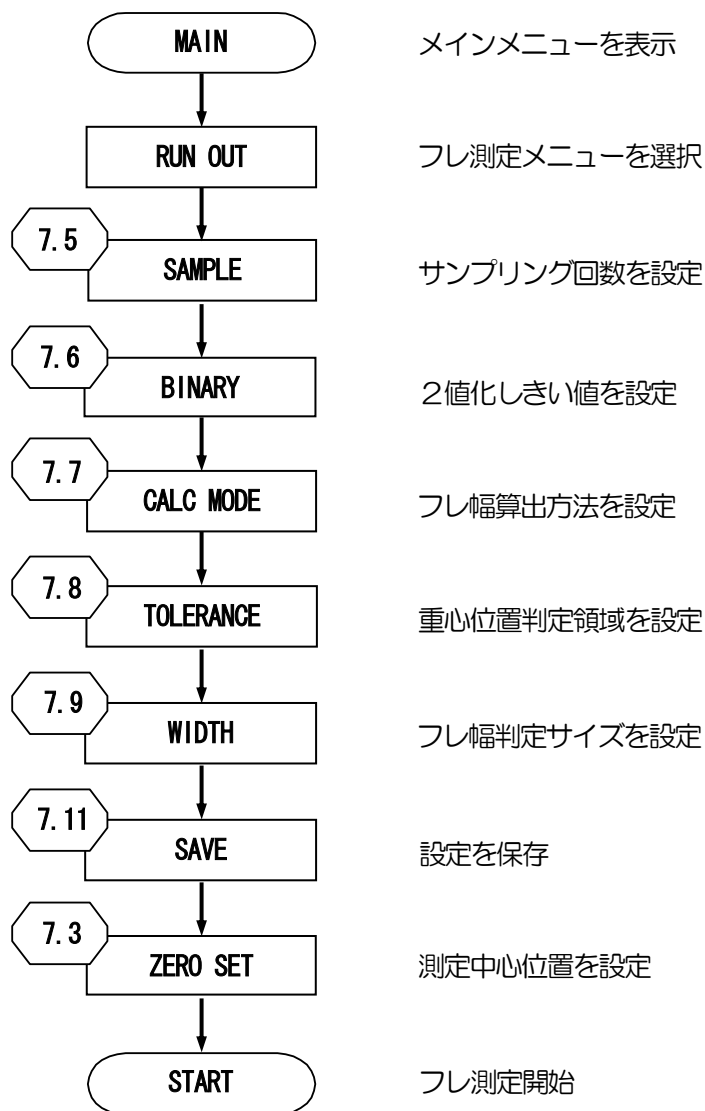 MAIN メインメニューを表示
RUN OUT フレ測定メニューを選択
7.5
SAMPLE サンプリング回数を設定
7.6
BINARY 2値化しきい値を設定
7.7
CALC MODE フレ幅算出方法を設定
7.8
TOLERANCE 重心位置判定領域を設定
7.9
WIDTH フレ幅判定サイズを設定
7.11
SAVE 設定を保存
7.3
ZERO SET 測定中心位置を設定
START フレ測定開始